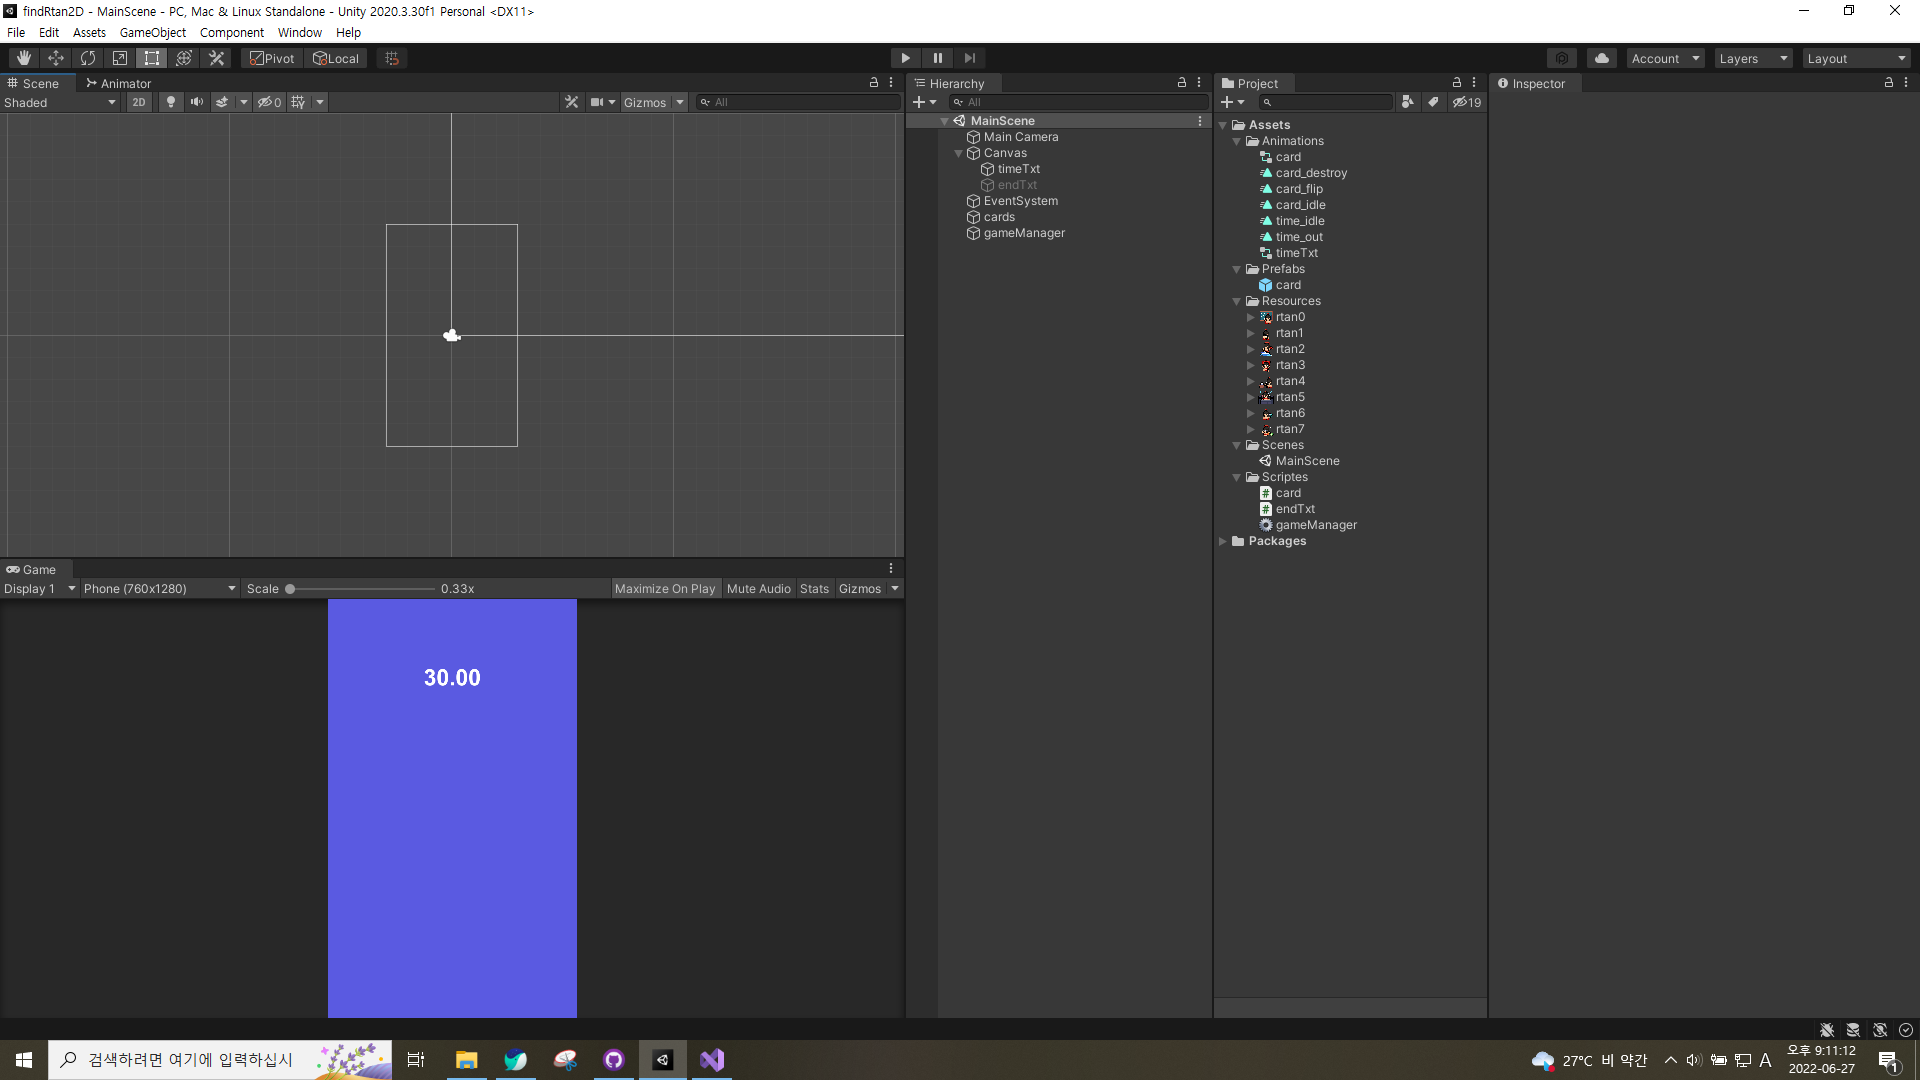 findRtan2D - MainScene - PC, Mac & Linux Standalone - Unity 2020.3.30f1 Personal <DX11>
File Edit Assets GameObject Component Window Help
Pivot Local Account Layers Layout
Scene Animator
Shaded 2D 0 Gizmos All
Hierarchy
All
MainScene
Main Camera
Canvas
timeTxt
endTxt
EventSystem
cards
gameManager
Project
19
Assets
Animations
card
card_destroy
card_flip
card_idle
time_idle
time_out
timeTxt
Prefabs
card
Resources
rtan0
rtan1
rtan2
rtan3
rtan4
rtan5
rtan6
rtan7
Scenes
MainScene
Scriptes
card
endTxt
gameManager
Packages
Inspector
Game
Display 1 Phone (760x1280) Scale 0.33x Maximize On Play Mute Audio Stats Gizmos
30.00
검색하려면 여기에 입력하십시
27°C 비 약간 A
오후 9:11:12
2022-06-27
1